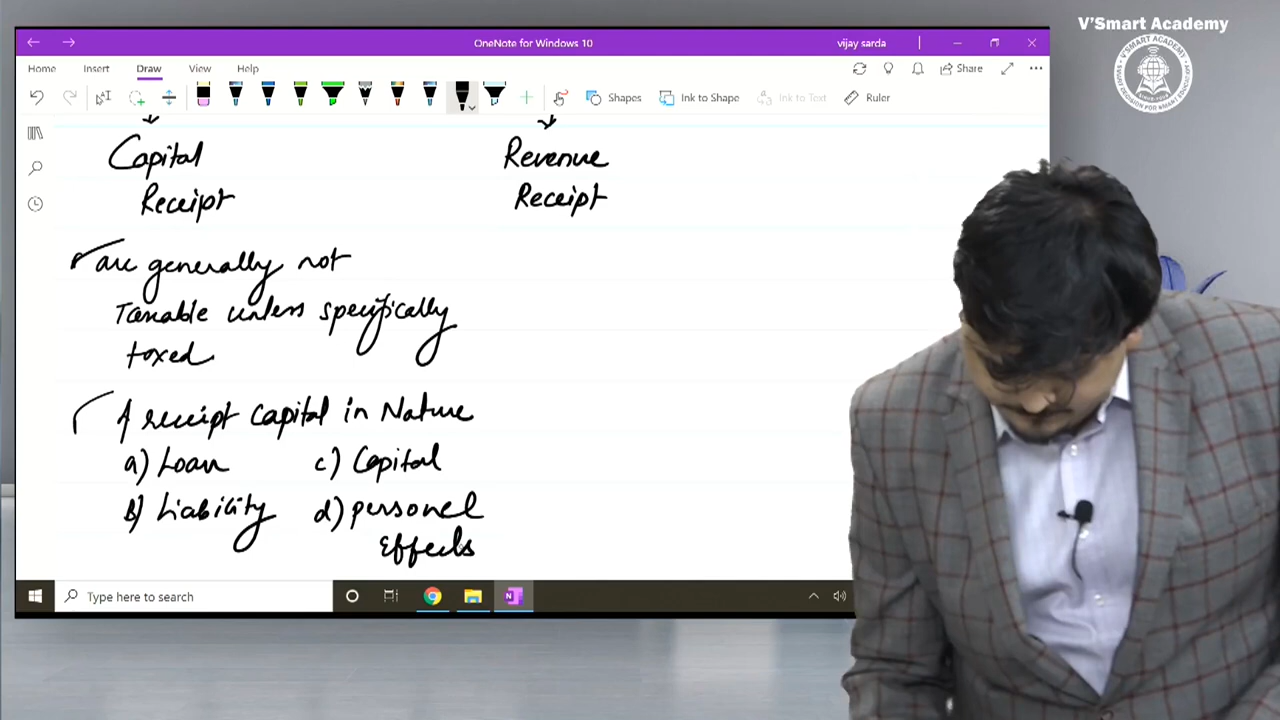 V'Smart Academy
OneNote for Windows 10
vijay sarda
Home Insert Draw View Help
Share
Shapes
Ink to Shape
Ink to Text
Ruler
Capital
Receipt
Revenue
Receipt
are generally not
Taxable unless specifically
taxed
A receipt capital in Nature
a) Loan
c) Capital
B) Liability
d) personel
Effects
Type here to search